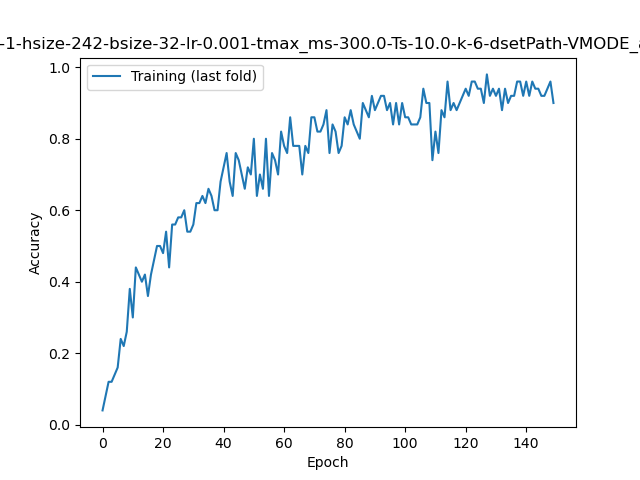 -1-hsize-242-bsize-32-lr-0.001-tmax_ms-300.0-Ts-10.0-k-6-dsetPath-VMODE_a
Training (last fold)
1.0
0.8
0.6
0.4
0.2
0.0
Accuracy
0 20 40 60 80 100 120 140
Epoch